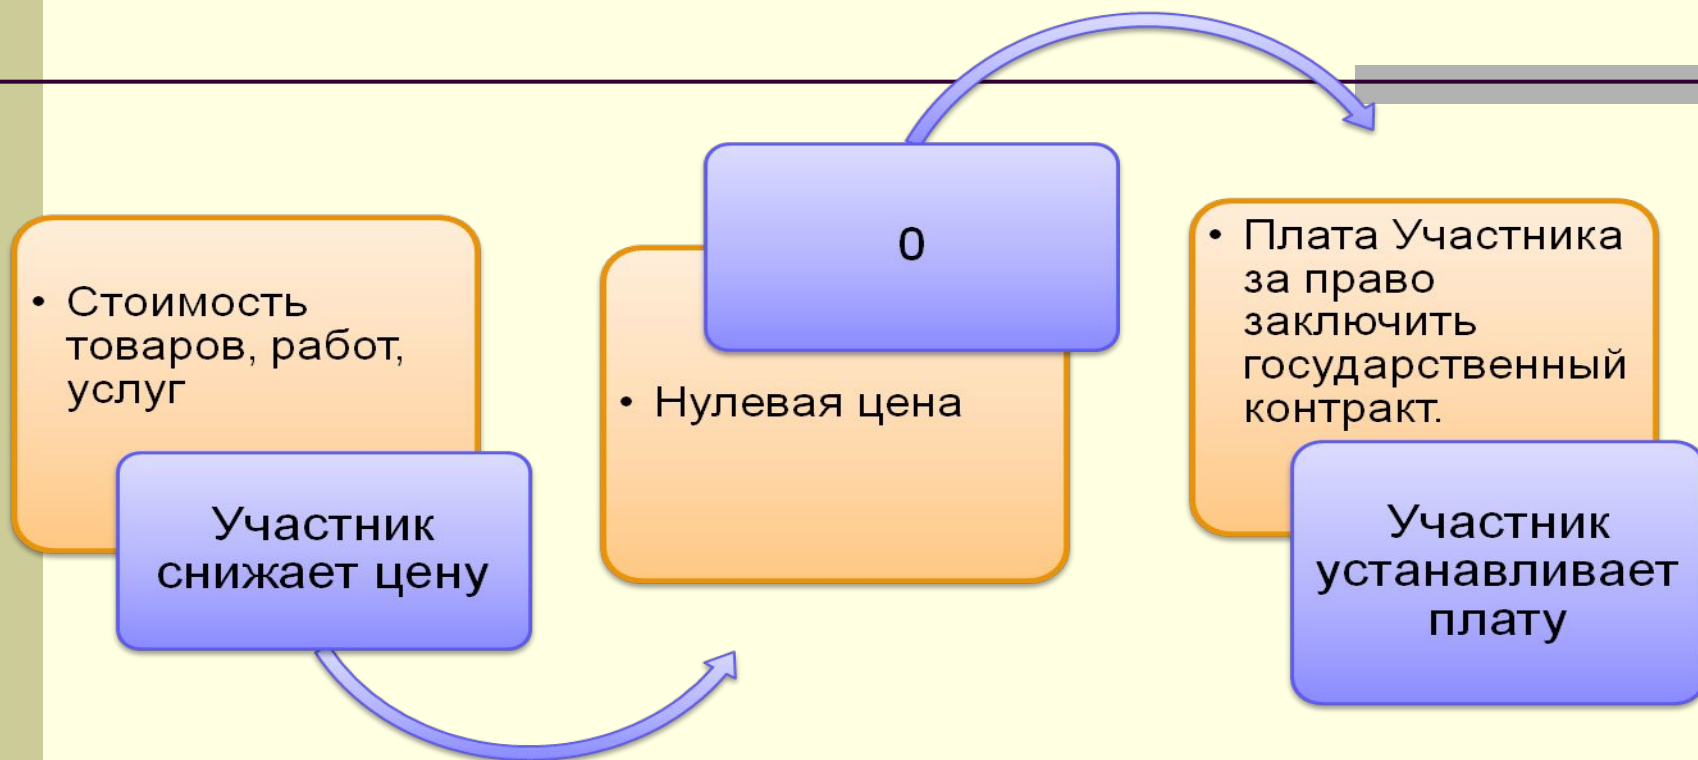 • Стоимость
товаров, работ,
услуг
Участник
снижает цену
0
• Нулевая цена
• Плата Участника
за право
заключить
государственный
контракт.
Участник
устанавливает
плату